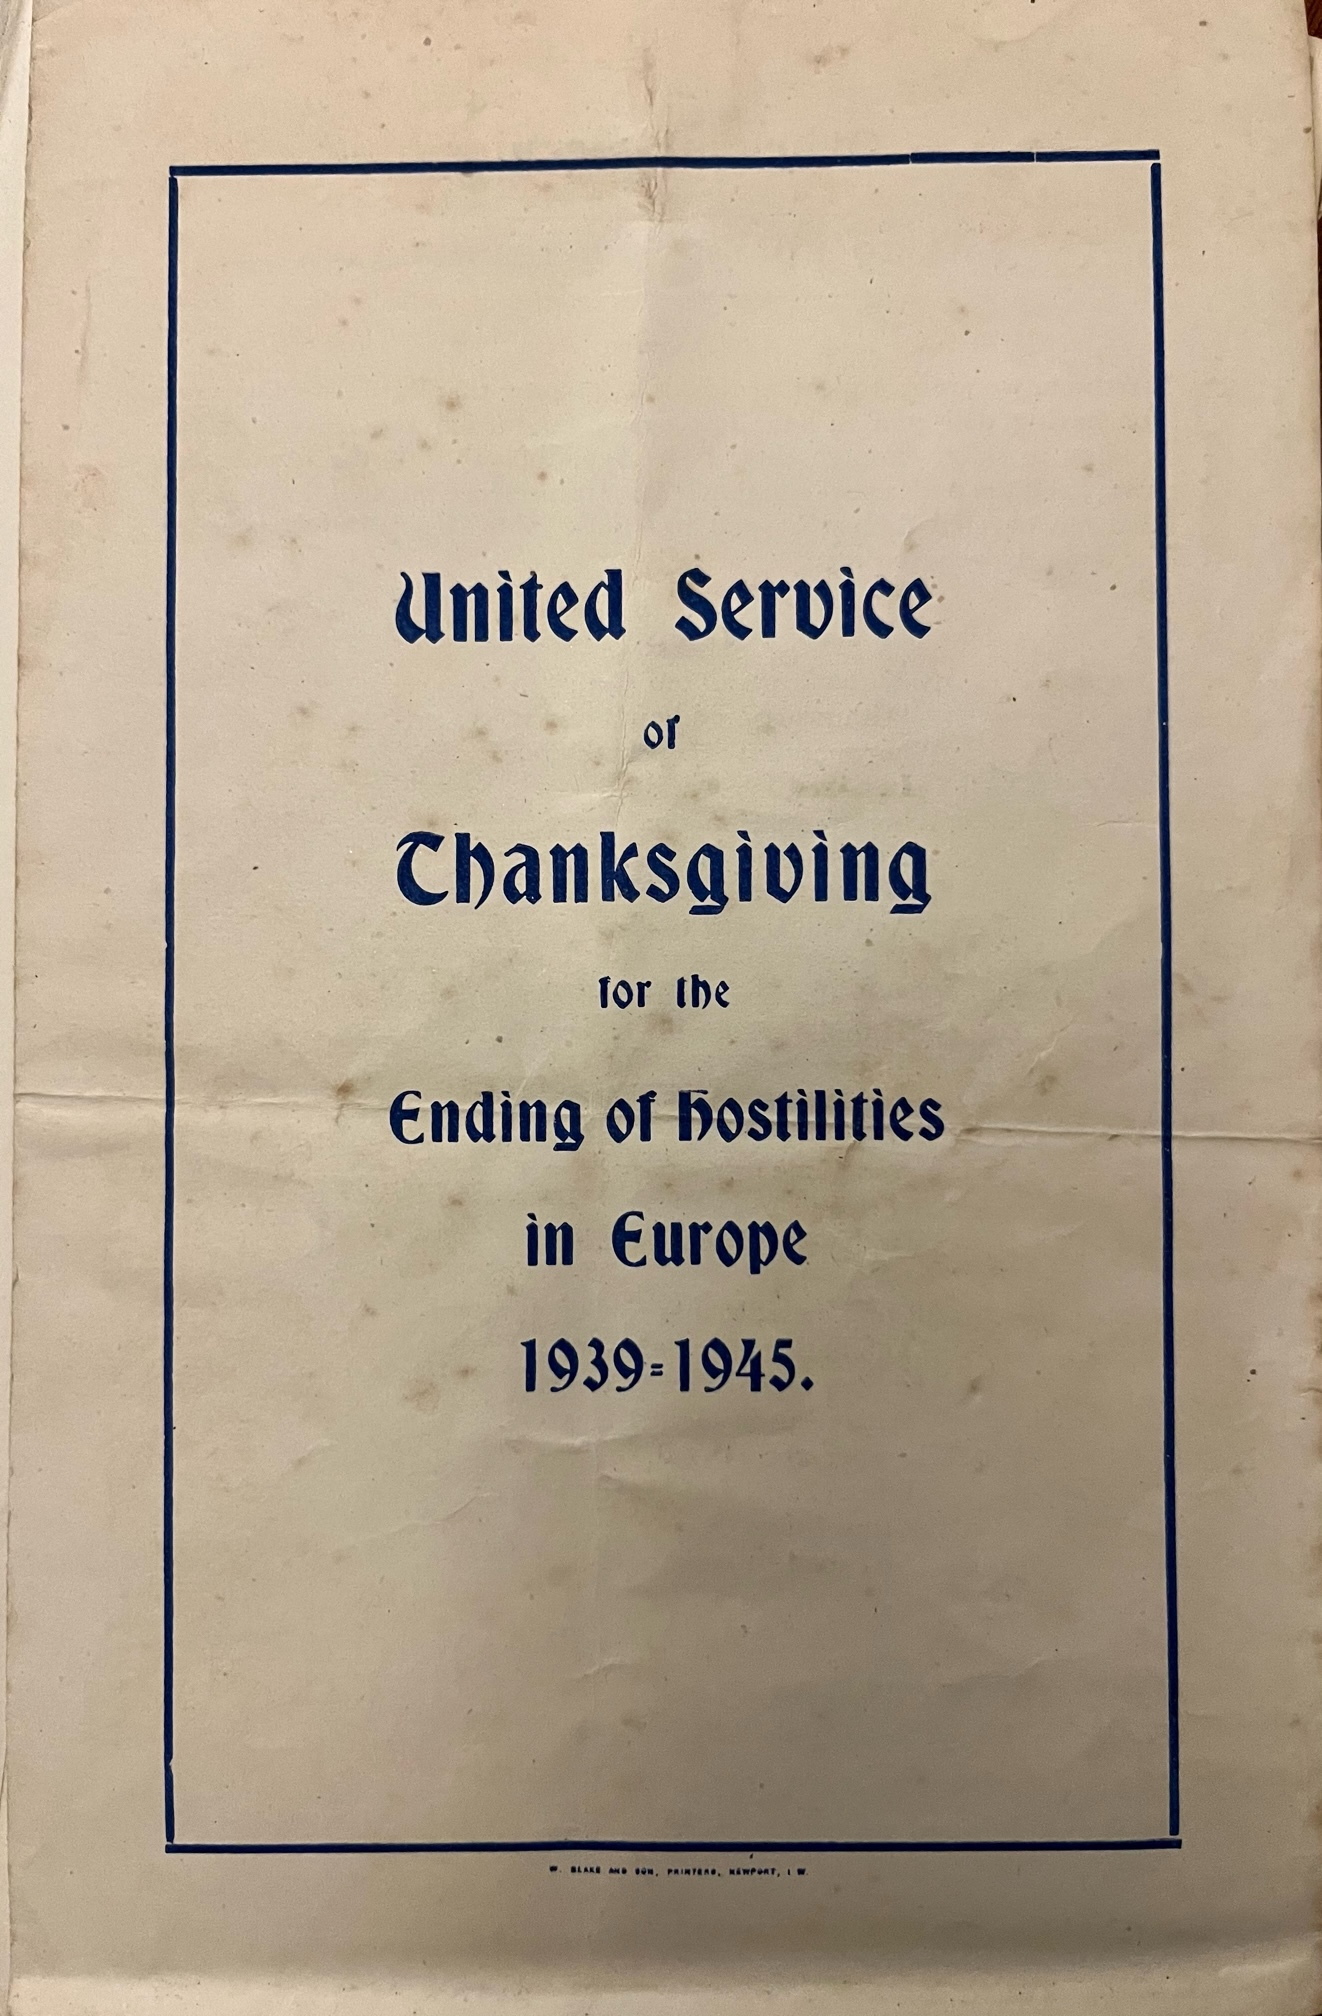 United Service
of
Thanksgiving
for the
Ending of Hostilities
in Europe
1939=1945.
W. BLAKE AND SON, PRINTERS, NEWPORT, I W.